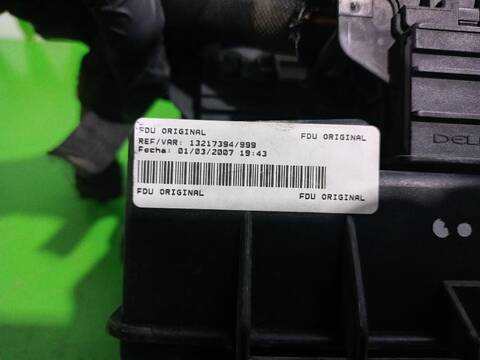 FDU ORIGINAL
FDU ORIGINAL
REF/VAR: 13217394/999
Fecha: 01/03/2007 19:43
FDU ORIGINAL
FDU ORIGINAL